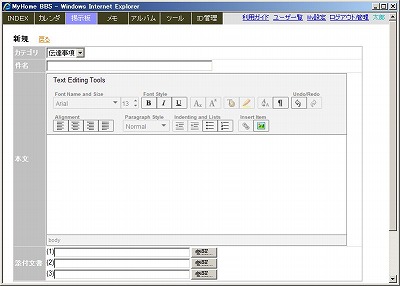 MyHome BBS - Windows Internet Explorer
INDEX カレンダ 掲示板 メモ アルバム ツール ID管理 利用ガイド ユーザ一覧 My設定 ログアウト/管理 太郎
新規 戻る
カテゴリ 伝達事項
件名
Text Editing Tools
Font Name and Size Font Style Undo/Redo
Arial 13 B I U
Alignment Paragraph Style Indenting and Lists Insert Item
Normal
本文
body
添付文書
(1) 参照...
(2) 参照...
(3) 参照...